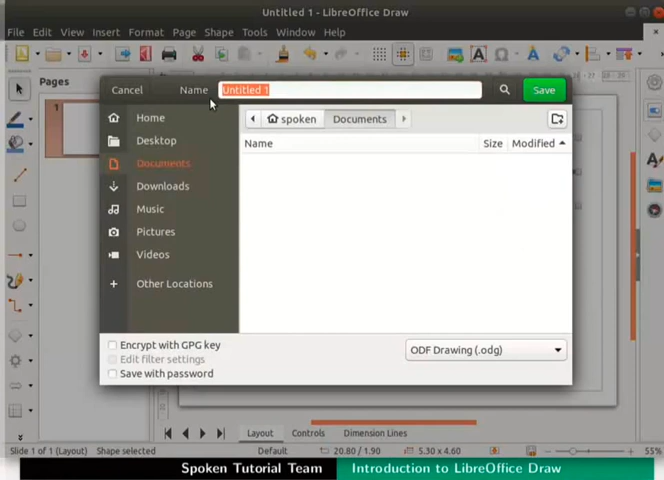 Untitled 1 - LibreOffice Draw
File Edit View Insert Format Page Shape Tools Window Help
Pages
1
Cancel Name Untitled 1 Save
Home
Desktop
Documents
Downloads
Music
Pictures
Videos
Other Locations
spoken Documents
Name Size Modified
Encrypt with GPG key
Edit filter settings
Save with password
ODF Drawing (.odg)
Layout Controls Dimension Lines
Slide 1 of 1 (Layout) Shape selected Default 20.80 / 1.90 5.30 x 4.60 55%
Spoken Tutorial Team Introduction to LibreOffice Draw